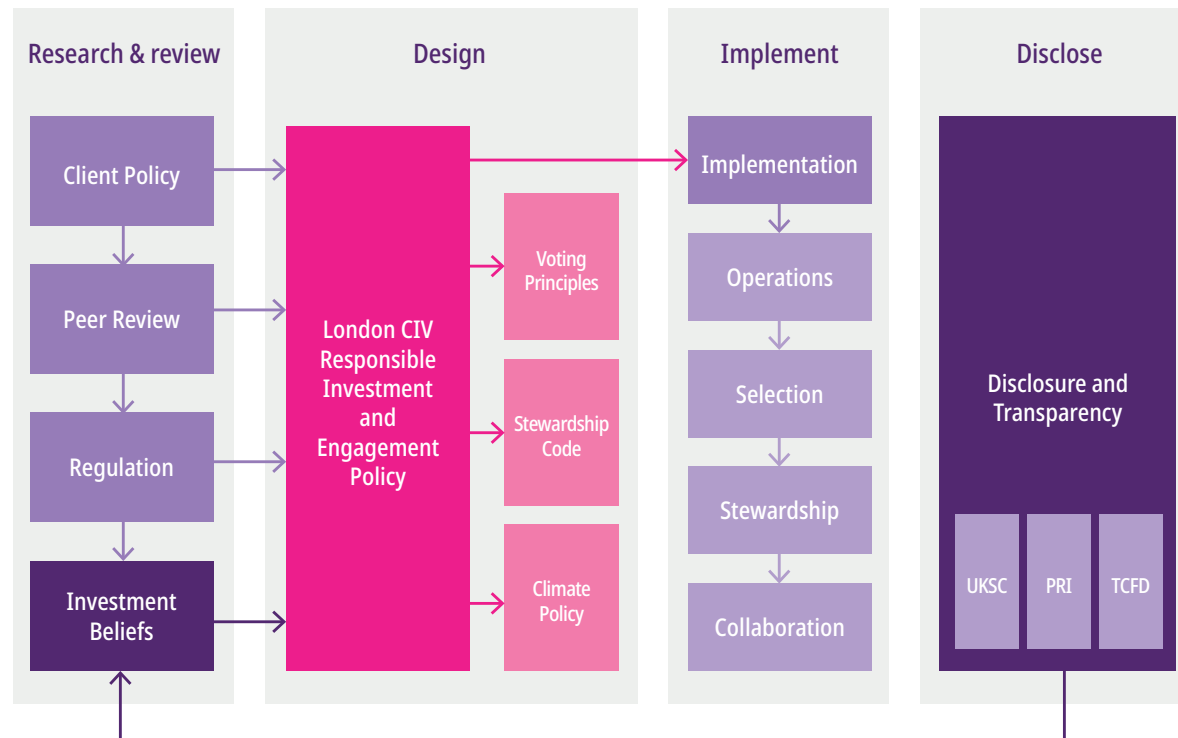 Research & review
Client Policy
Peer Review
Regulation
Investment
Beliefs
Design
London CIV
Responsible
Investment
and
Engagement
Policy
Voting
Principles
Stewardship
Code
Climate
Policy
Implement
Implementation
Operations
Selection
Stewardship
Collaboration
Disclose
Disclosure and
Transparency
UKSC
PRI
TCFD